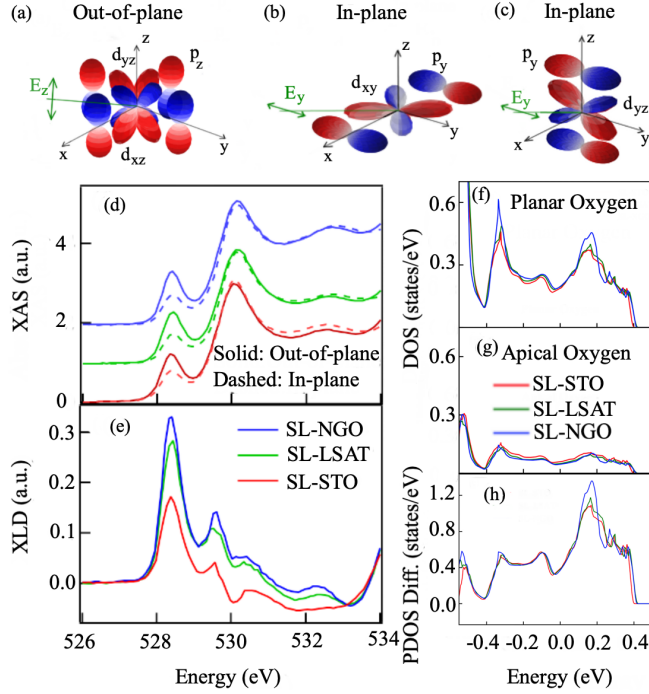 (a) Out-of-plane
(b) In-plane
(c) In-plane
z
d_yz
p_z
E_z
x
y
d_xz
z
d_xy
p_y
E_y
x
y
z
p_y
E_y
d_yz
x
y
(d)
XAS (a.u.)
4
2
0
Solid: Out-of-plane
Dashed: In-plane
(e)
XLD (a.u.)
0.3
0.2
0.1
0.0
SL-NGO
SL-LSAT
SL-STO
526 528 530 532 534
Energy (eV)
(f)
Planar Oxygen
DOS (states/eV)
0.6
0.3
(g)
Apical Oxygen
SL-STO
SL-LSAT
SL-NGO
0.6
0.3
0.0
(h)
PDOS Diff. (states/eV)
1.2
0.8
0.4
0.0
-0.4 -0.2 0.0 0.2 0.4
Energy (eV)